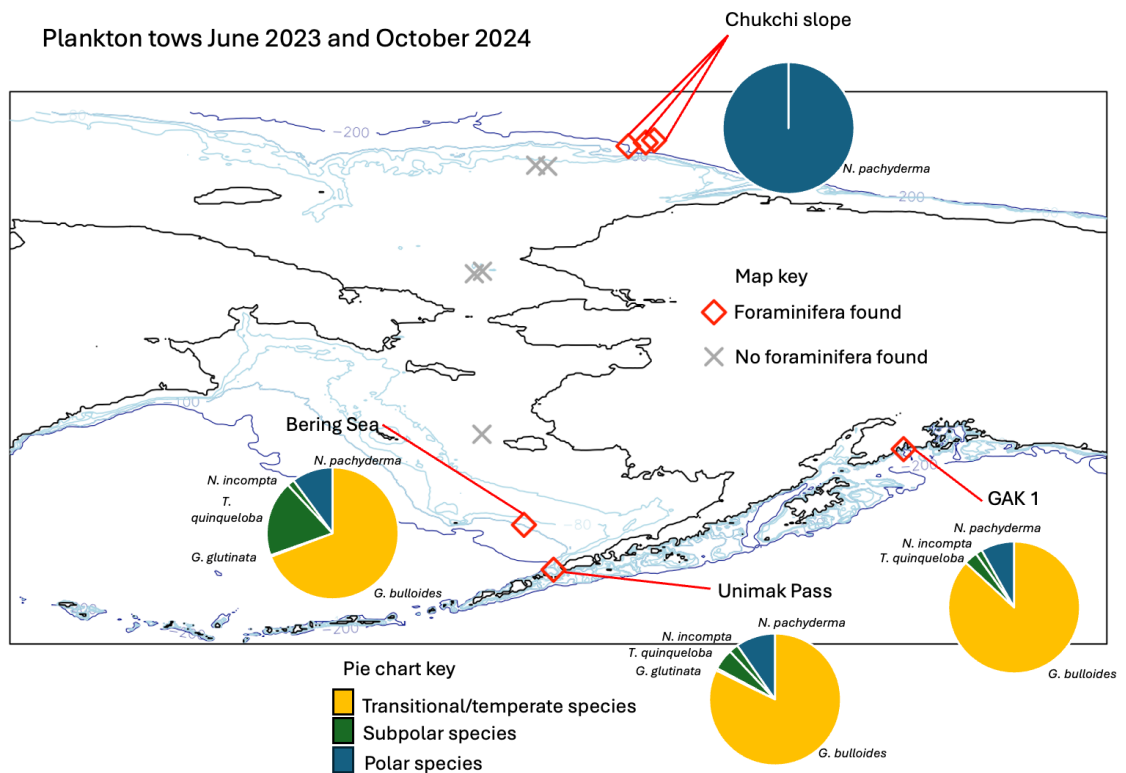 Plankton tows June 2023 and October 2024
Chukchi slope
−200
N. pachyderma
−200
Map key
Foraminifera found
No foraminifera found
−100
Bering Sea
N. pachyderma
N. incompta
T.
quinqueloba
G. glutinata
G. bulloides
−80
−200
GAK 1
N. pachyderma
N. incompta
T. quinqueloba
G. bulloides
Unimak Pass
−200
N. pachyderma
N. incompta
T. quinqueloba
G. glutinata
G. bulloides
Pie chart key
Transitional/temperate species
Subpolar species
Polar species